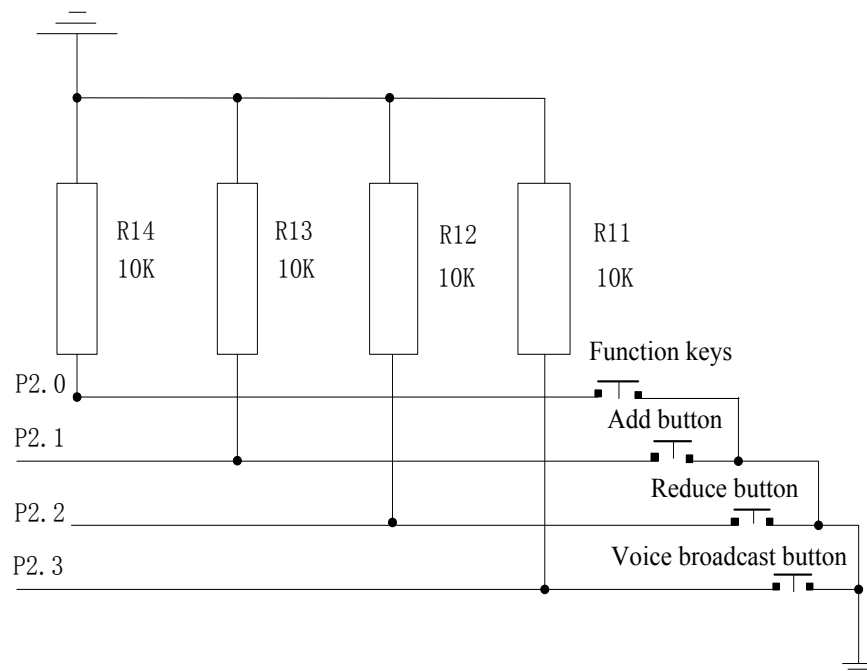 R14
10K
R13
10K
R12
10K
R11
10K
Function keys
P2.0
Add button
P2.1
Reduce button
P2.2
Voice broadcast button
P2.3